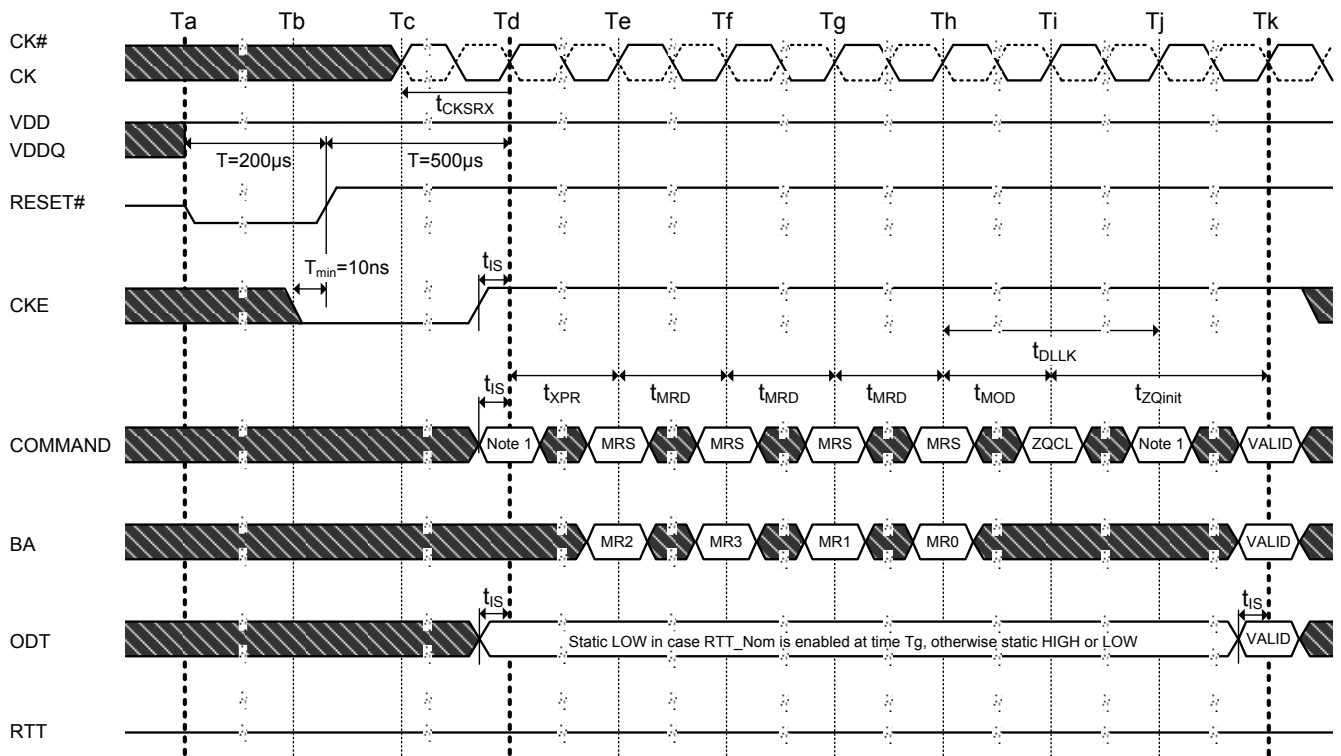 Ta Tb Tc Td Te Tf Tg Th Ti Tj Tk
CK#
CK
tCKSRX
VDD
VDDQ
T=200µs T=500µs
RESET#
Tmin=10ns tIS
CKE
tDLLK
tIS tXPR tMRD tMRD tMRD tMOD tZQinit
COMMAND Note 1 MRS MRS MRS MRS ZQCL Note 1 VALID
BA MR2 MR3 MR1 MR0 VALID
tIS tIS
ODT Static LOW in case RTT_Nom is enabled at time Tg, otherwise static HIGH or LOW VALID
RTT